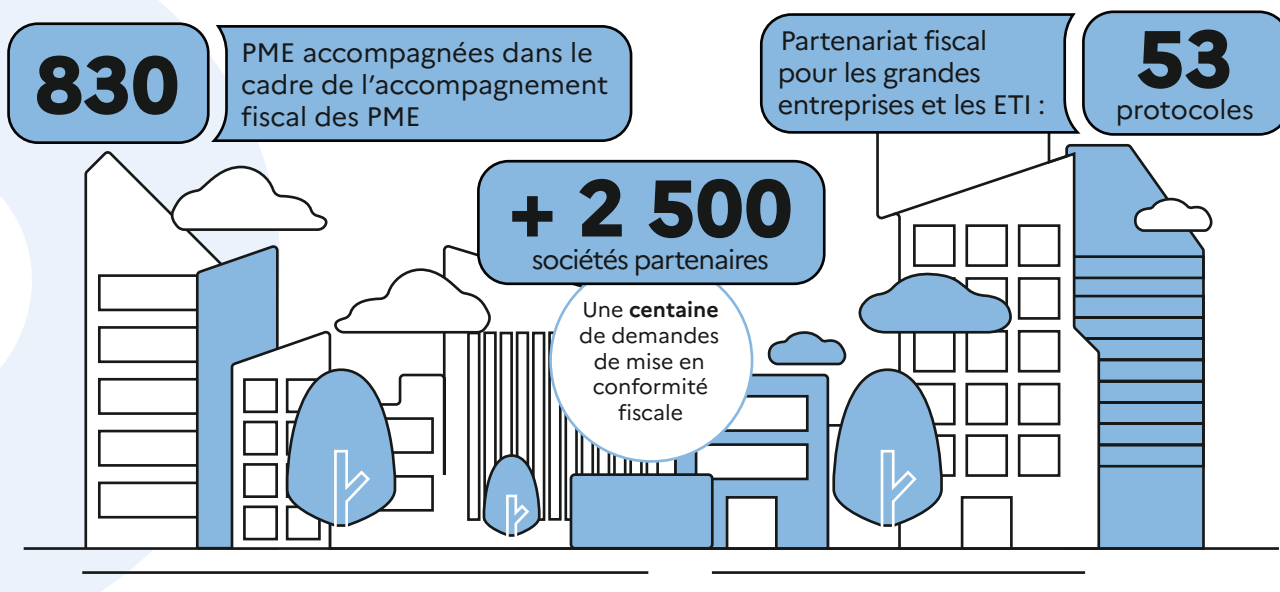 830
PME accompagnées dans le
cadre de l'accompagnement
fiscal des PME
Partenariat fiscal
pour les grandes
entreprises et les ETI :
53
protocoles
+ 2 500
sociétés partenaires
Une centaine
de demandes
de mise en
conformité
fiscale